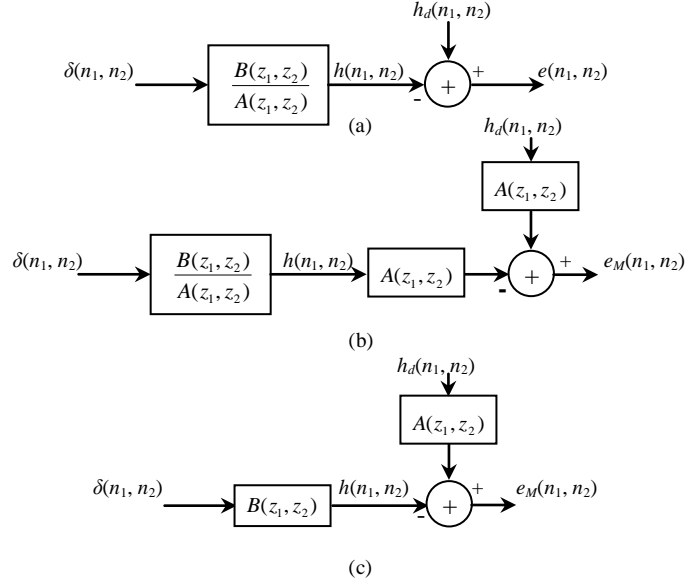 h_d(n_1, n_2)
δ(n_1, n_2) B(z_1, z_2) h(n_1, n_2) + e(n_1, n_2)
A(z_1, z_2) - +
(a)
h_d(n_1, n_2)
A(z_1, z_2)
δ(n_1, n_2) B(z_1, z_2) h(n_1, n_2) A(z_1, z_2) + + e_M(n_1, n_2)
A(z_1, z_2) -
(b)
h_d(n_1, n_2)
A(z_1, z_2)
δ(n_1, n_2) B(z_1, z_2) h(n_1, n_2) + + e_M(n_1, n_2)
-
(c)